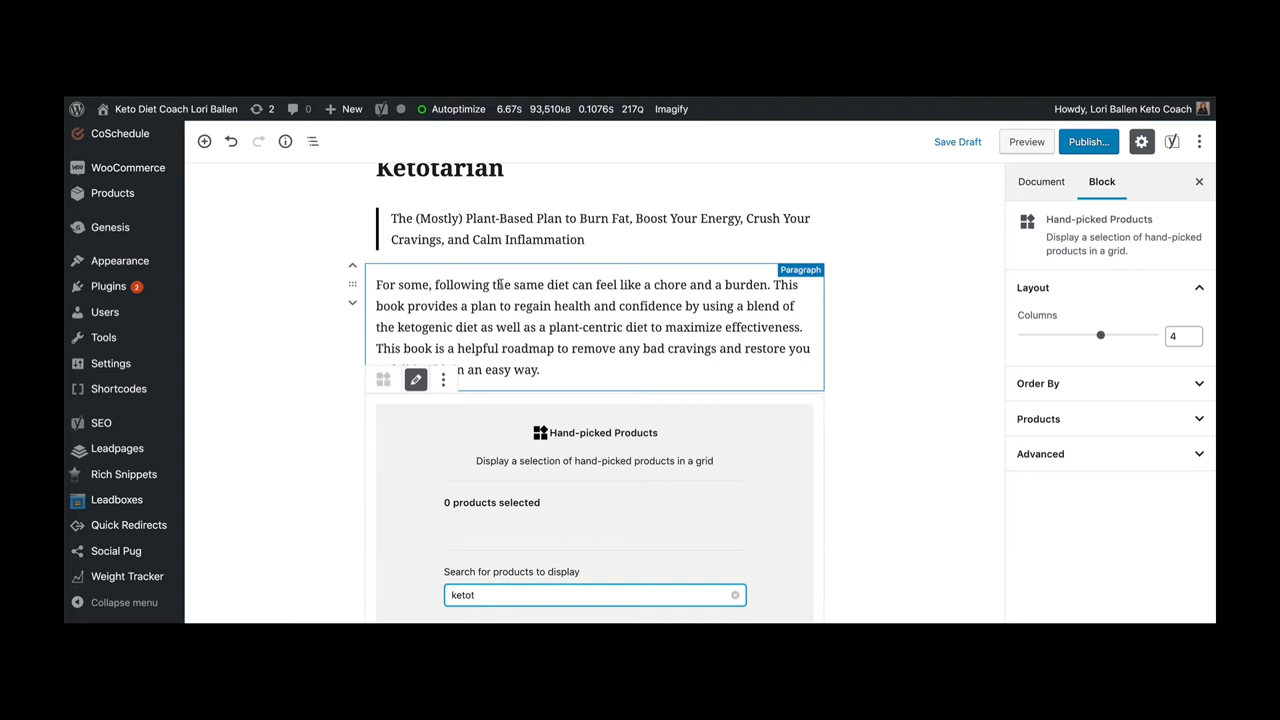 Keto Diet Coach Lori Ballen 2 0 New Autoptimize 6.67s 93,510kB 0.1076s 217Q Imagify Howdy, Lori Ballen Keto Coach
CoSchedule
WooCommerce
Products
Genesis
Appearance
Plugins 2
Users
Tools
Settings
Shortcodes
SEO
Leadpages
Rich Snippets
Leadboxes
Quick Redirects
Social Pug
Weight Tracker
Collapse menu
Save Draft Preview Publish...
Ketotarian
The (Mostly) Plant-Based Plan to Burn Fat, Boost Your Energy, Crush Your
Cravings, and Calm Inflammation
Paragraph
For some, following the same diet can feel like a chore and a burden. This
book provides a plan to regain health and confidence by using a blend of
the ketogenic diet as well as a plant-centric diet to maximize effectiveness.
This book is a helpful roadmap to remove any bad cravings and restore you
an easy way.
Hand-picked Products
Display a selection of hand-picked products in a grid
0 products selected
Search for products to display
ketot
Document Block
Hand-picked Products
Display a selection of hand-picked
products in a grid.
Layout
Columns
4
Order By
Products
Advanced